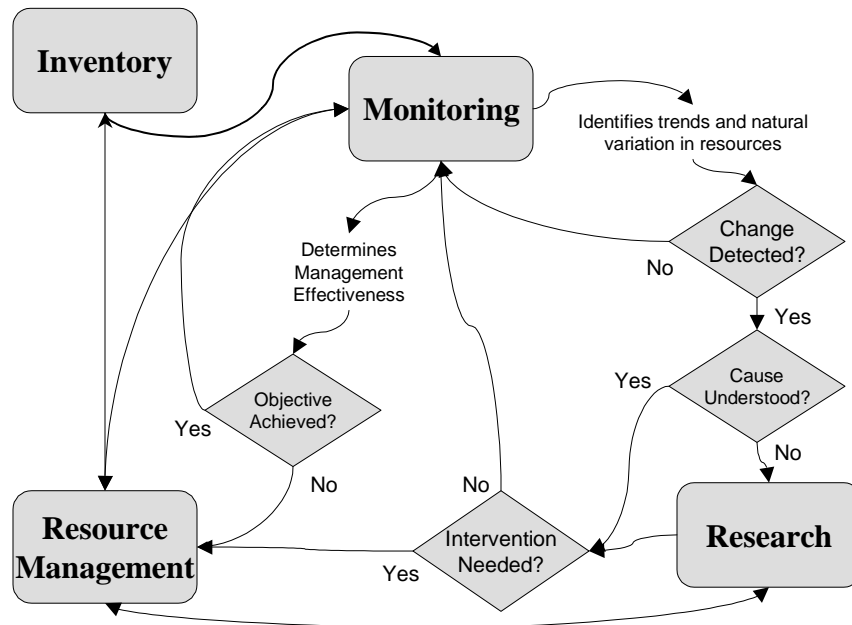 Inventory
Monitoring
Identifies trends and natural
variation in resources
Change
Detected?
No
Yes
Determines
Management
Effectiveness
Objective
Achieved?
Yes
No
Yes
Cause
Understood?
No
Resource
Management
Yes
No
Intervention
Needed?
Research